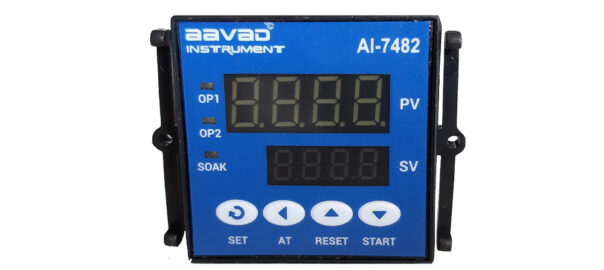 aavad®
INSTRUMENT
AI-7482
OP1
PV
OP2
SOAK
SV
SET
AT
RESET
START